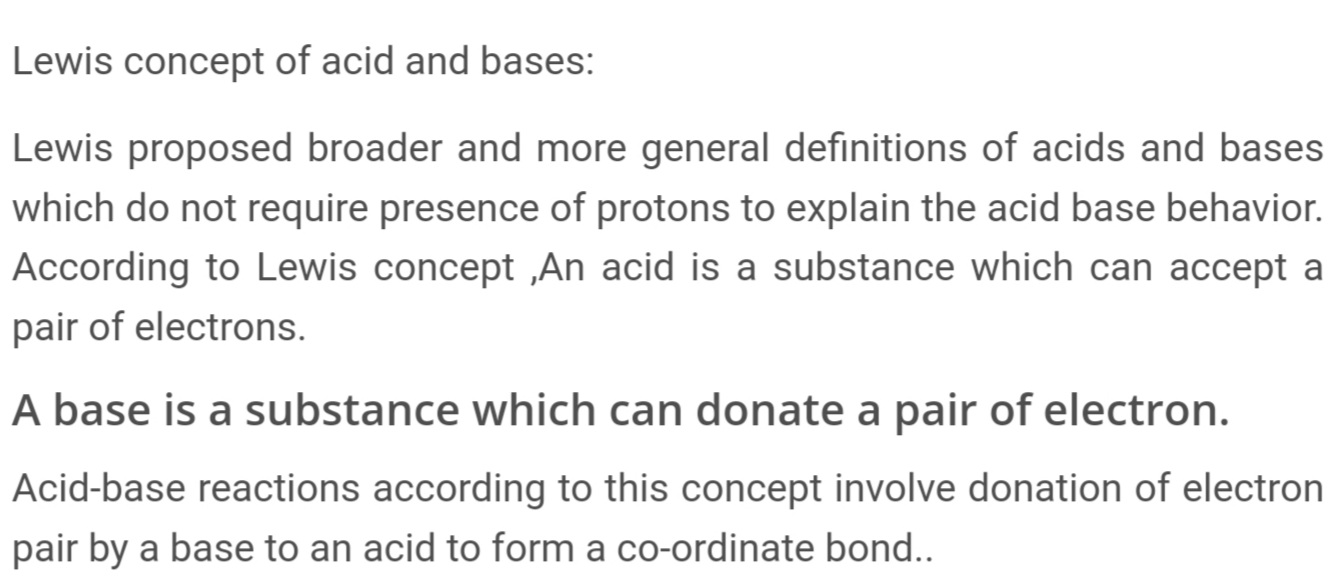 Lewis concept of acid and bases:
Lewis proposed broader and more general definitions of acids and bases
which do not require presence of protons to explain the acid base behavior.
According to Lewis concept ,An acid is a substance which can accept a
pair of electrons.
A base is a substance which can donate a pair of electron.
Acid-base reactions according to this concept involve donation of electron
pair by a base to an acid to form a co-ordinate bond..